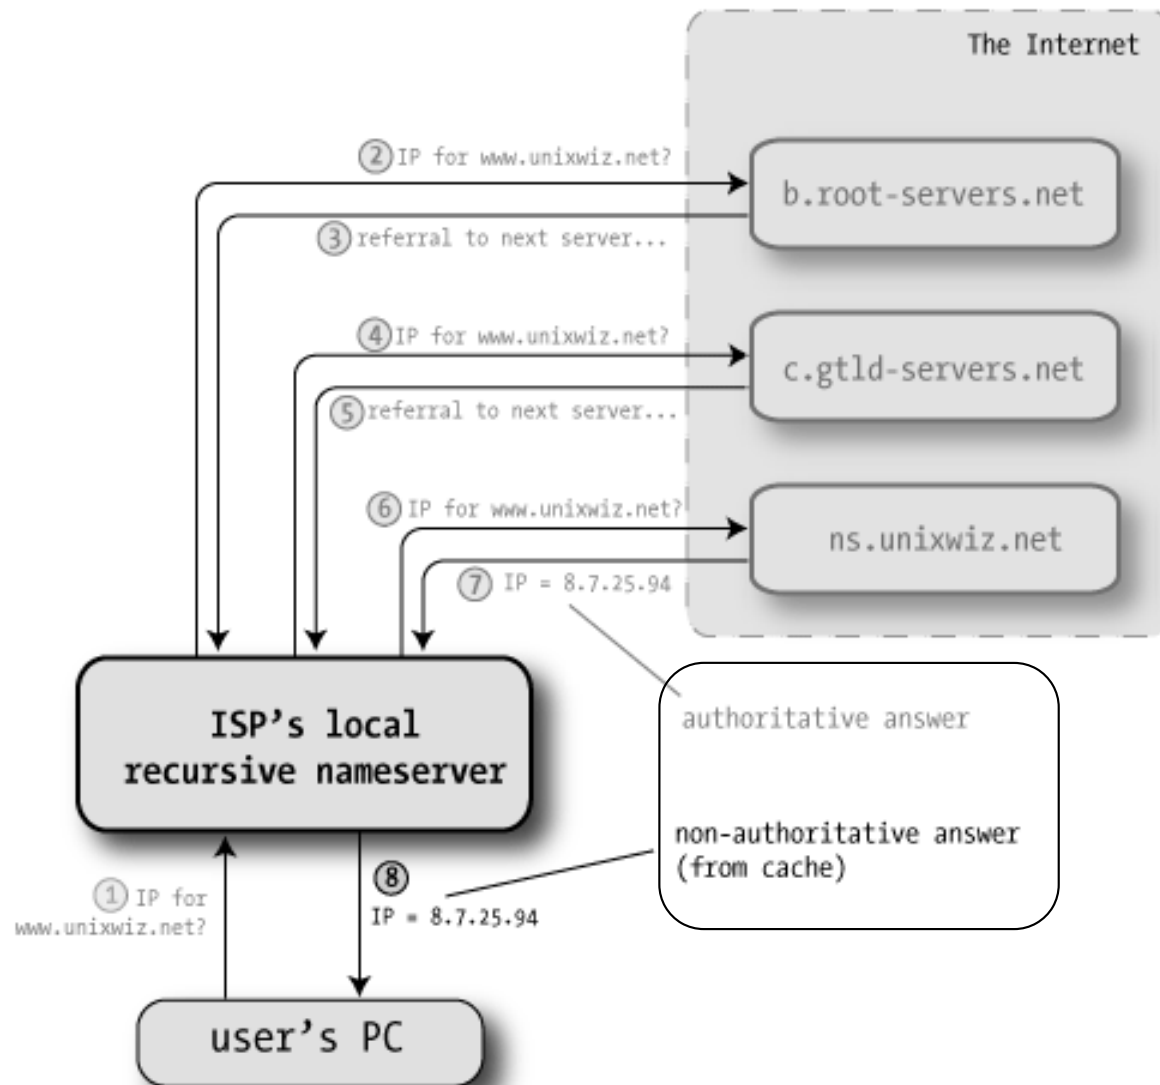 The Internet
2 IP for www.unixwiz.net?
b.root-servers.net
3 referral to next server...
4 IP for www.unixwiz.net?
c.gtld-servers.net
5 referral to next server...
6 IP for www.unixwiz.net?
ns.unixwiz.net
7 IP = 8.7.25.94
ISP's local
recursive nameserver
authoritative answer
non-authoritative answer
(from cache)
1 IP for
www.unixwiz.net?
8
IP = 8.7.25.94
user's PC